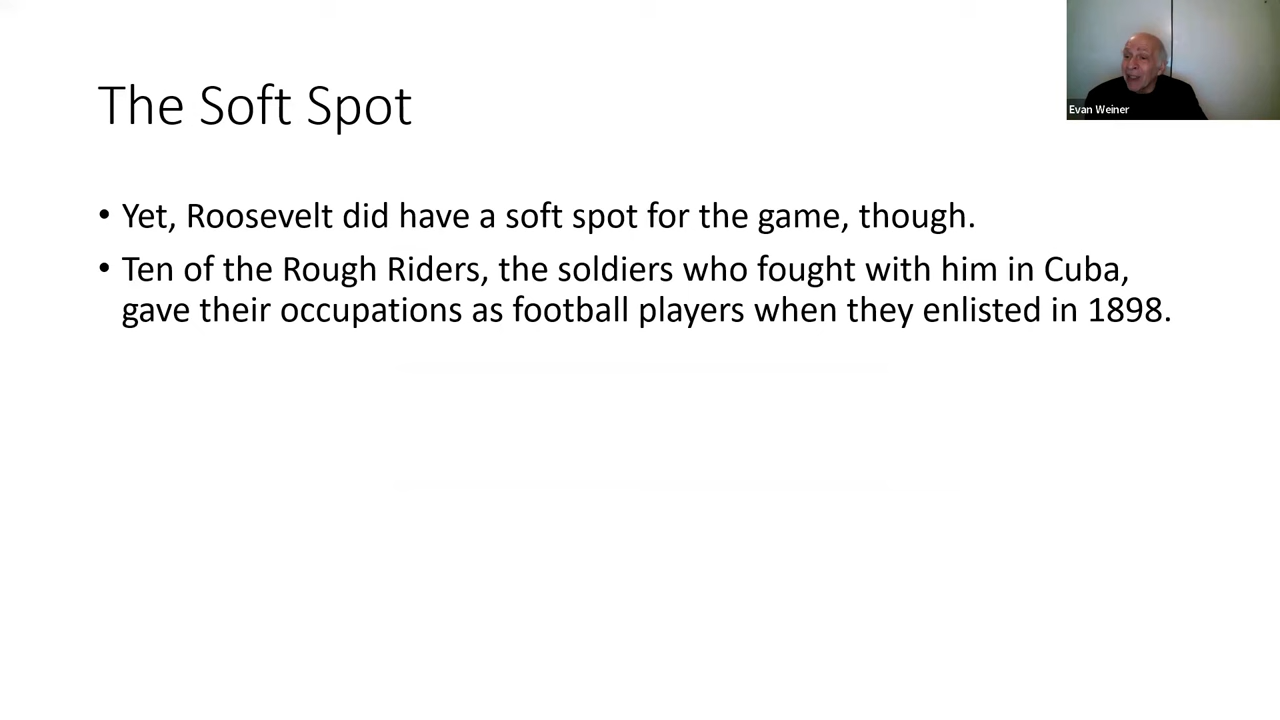 The Soft Spot
Evan Weiner
• Yet, Roosevelt did have a soft spot for the game, though.
• Ten of the Rough Riders, the soldiers who fought with him in Cuba,
gave their occupations as football players when they enlisted in 1898.